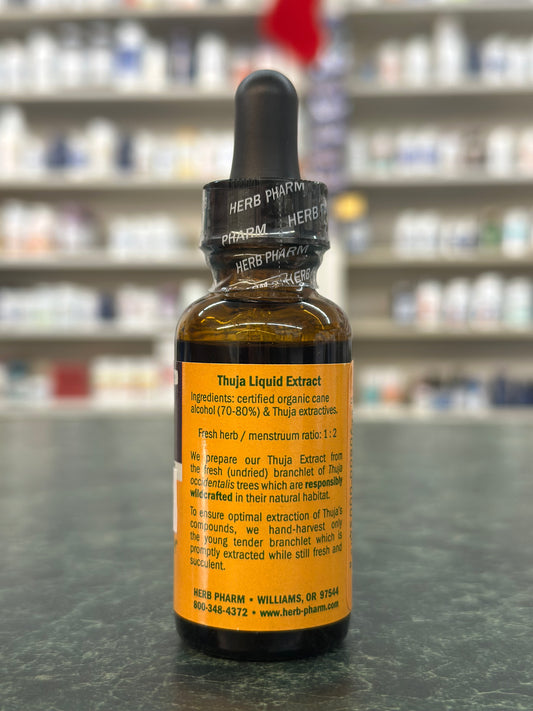 HERB PHARM
HERB
PHARM
HERB PHARM
HERB
Thuja Liquid Extract
Ingredients: certified organic cane
alcohol (70-80%) & Thuja extractives.
Fresh herb / menstruum ratio: 1 : 2
We prepare our Thuja Extract from
the fresh (undried) branchlet of Thuja
occidentalis trees which are responsibly
wildcrafted in their natural habitat.
To ensure optimal extraction of Thuja's
compounds, we hand-harvest only
the young tender branchlet which is
promptly extracted while still fresh and
succulent.
HERB PHARM • WILLIAMS, OR 97544
800-348-4372 • www.herb-pharm.com